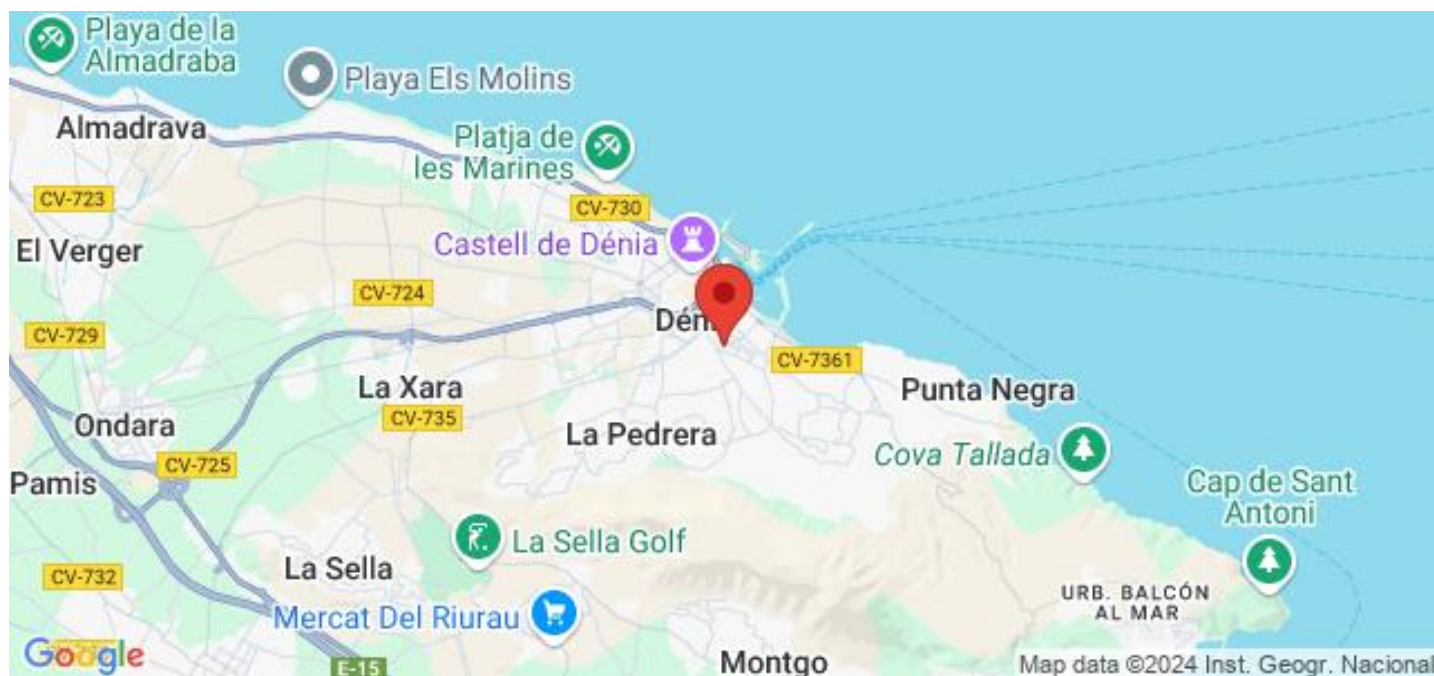 Playa de la
Almadraba
Playa Els Molins
Almadrava
Platja de
les Marines
CV-723
CV-730
Castell de Dénia
El Verger
CV-724
CV-729
CV-7361
La Xara
Punta Negra
CV-735
Ondara
La Pedrera
Cova Tallada
CV-725
Pamis
Cap de Sant
Antoni
La Sella Golf
La Sella
CV-732
URB. BALCÓN
AL MAR
Mercat Del Riurau
Google
E-15
Montgo
Map data ©2024 Inst. Geogr. Nacional